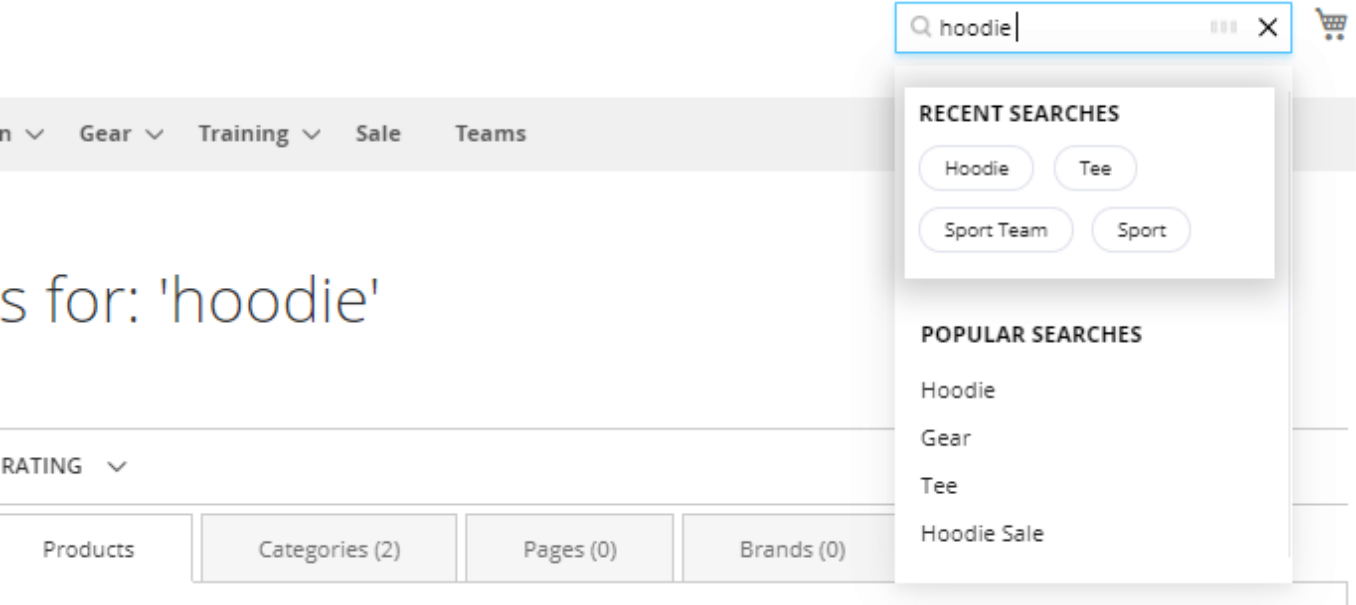 hoodie
n Gear Training Sale Teams
RECENT SEARCHES
Hoodie Tee
Sport Team Sport
s for: 'hoodie'
POPULAR SEARCHES
Hoodie
Gear
Tee
Hoodie Sale
RATING
Products Categories (2) Pages (0) Brands (0)